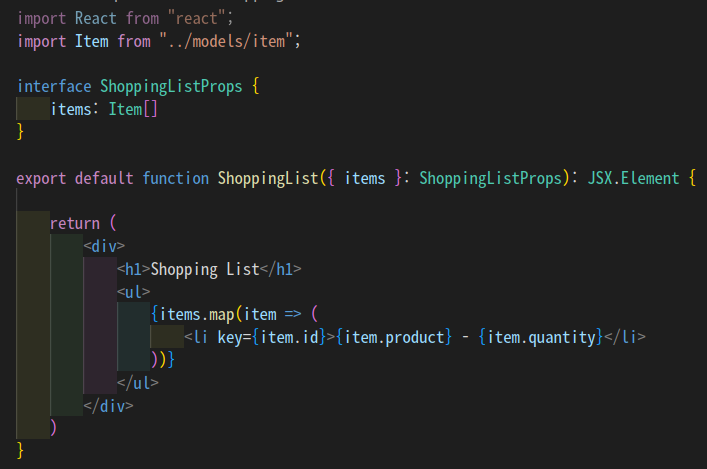 import React from "react";
import Item from "../models/item";
interface ShoppingListProps {
    items: Item[]
}
export default function ShoppingList({ items }: ShoppingListProps): JSX.Element {
    return (
        <div>
            <h1>Shopping List</h1>
            <ul>
                {items.map(item => (
                    <li key={item.id}>{item.product} - {item.quantity}</li>
                ))}
            </ul>
        </div>
    )
}